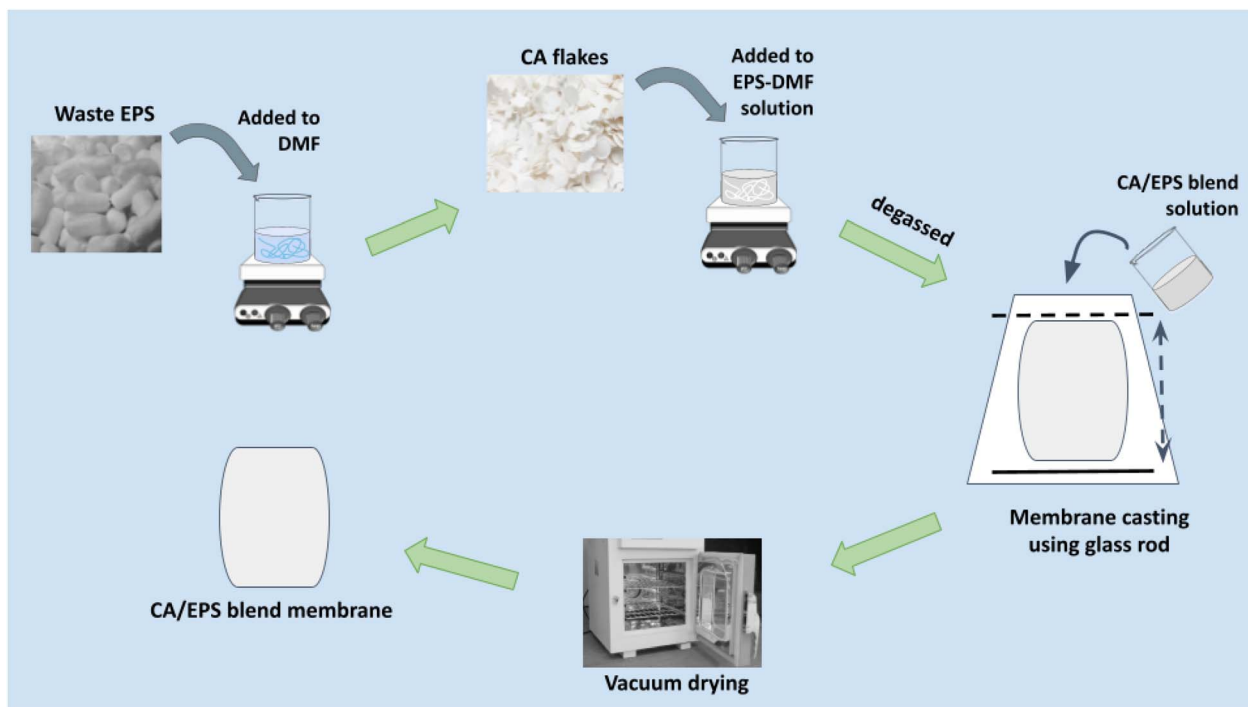 Waste EPS
Added to
DMF
CA flakes
Added to
EPS-DMF
solution
degassed
CA/EPS blend
solution
Membrane casting
using glass rod
Vacuum drying
CA/EPS blend membrane